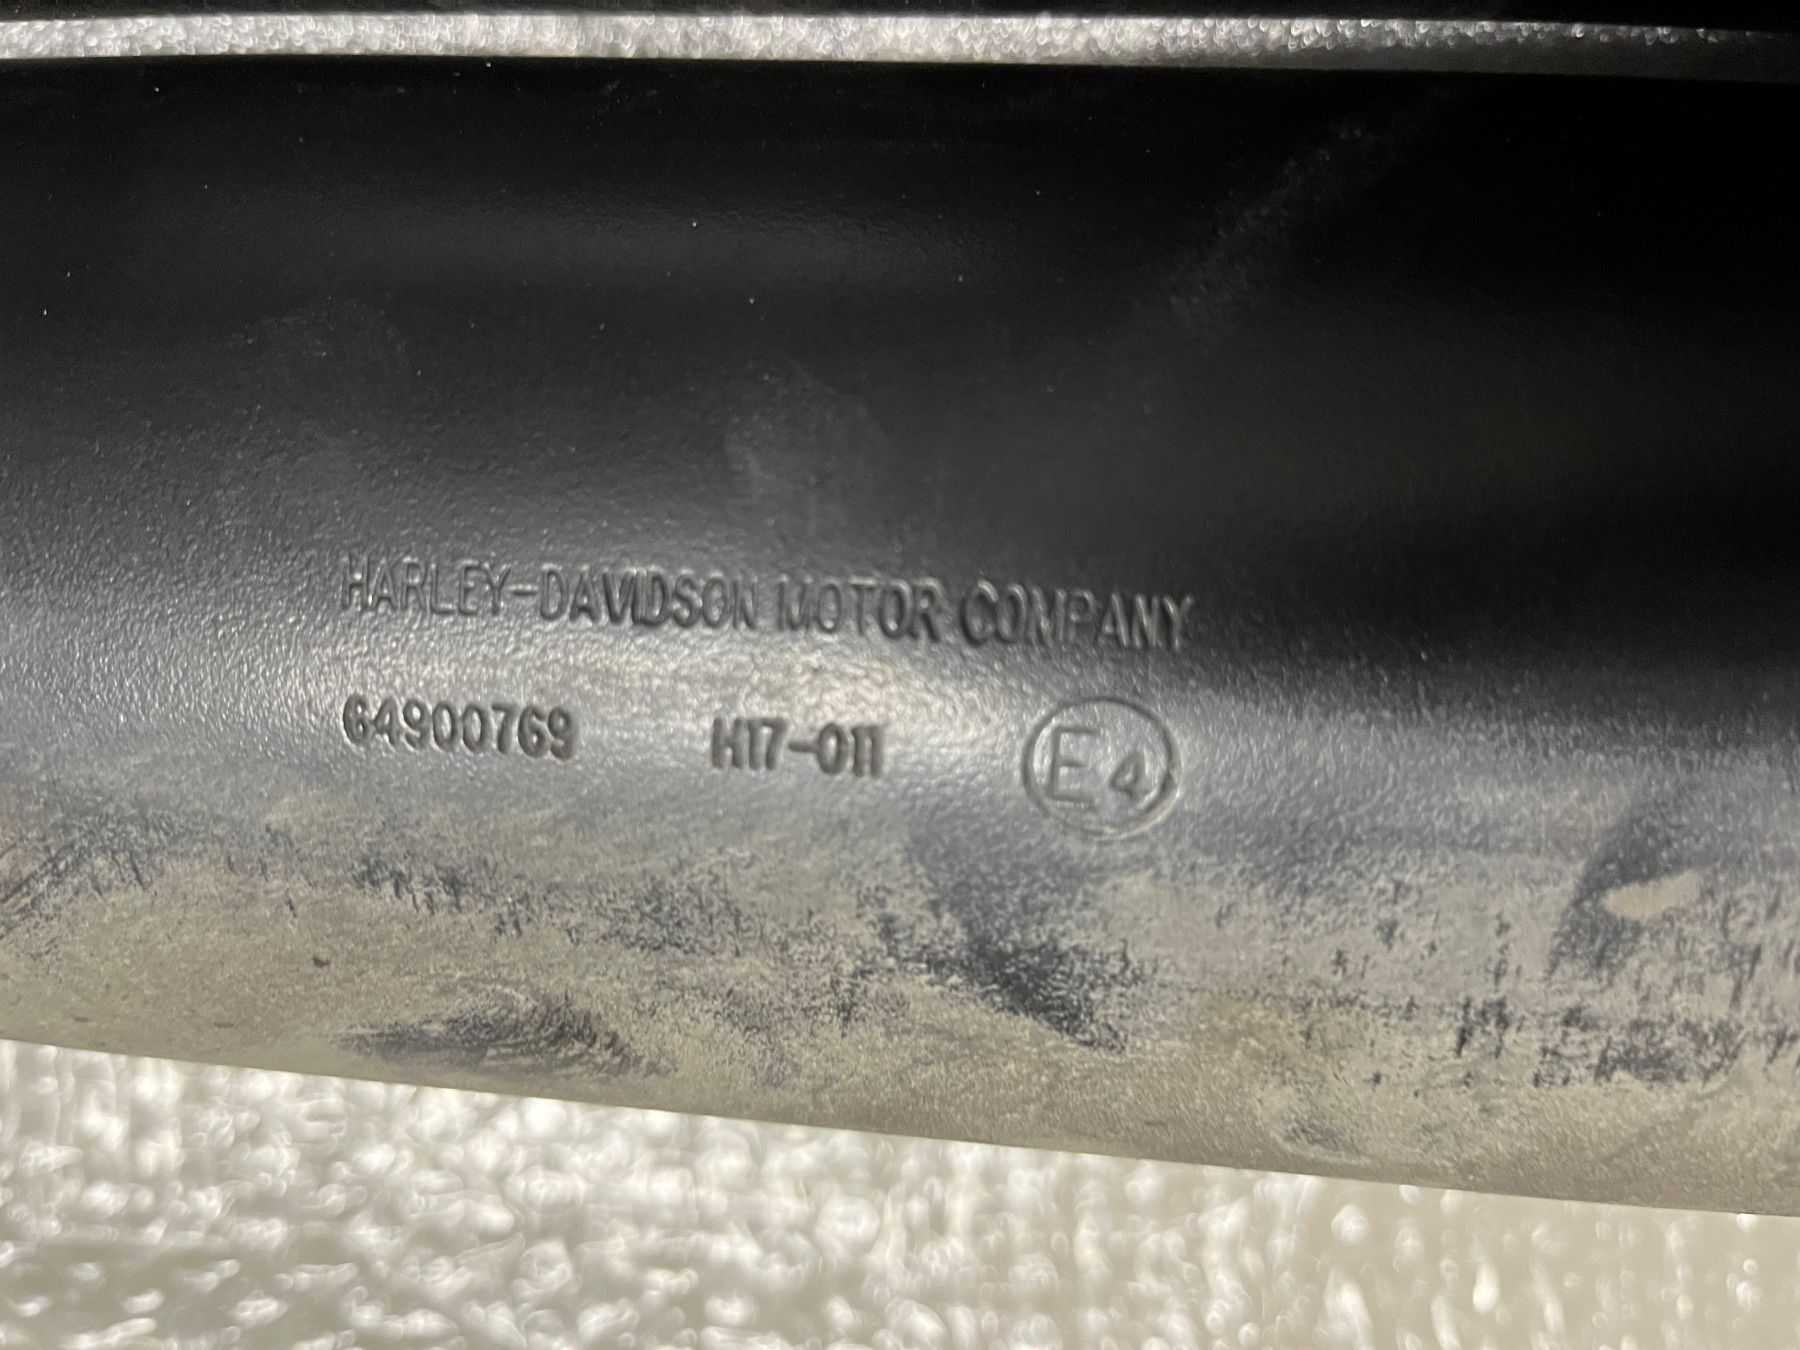 HARLEY-DAVIDSON MOTOR COMPANY
64900769 H17-011 E4